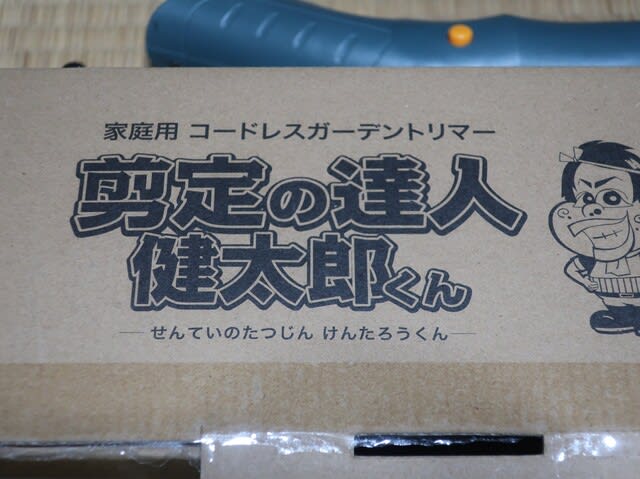 家庭用 コードレスガーデントリマー
剪定の達人
健太郎くん
せんていのたつじん けんたろうくん